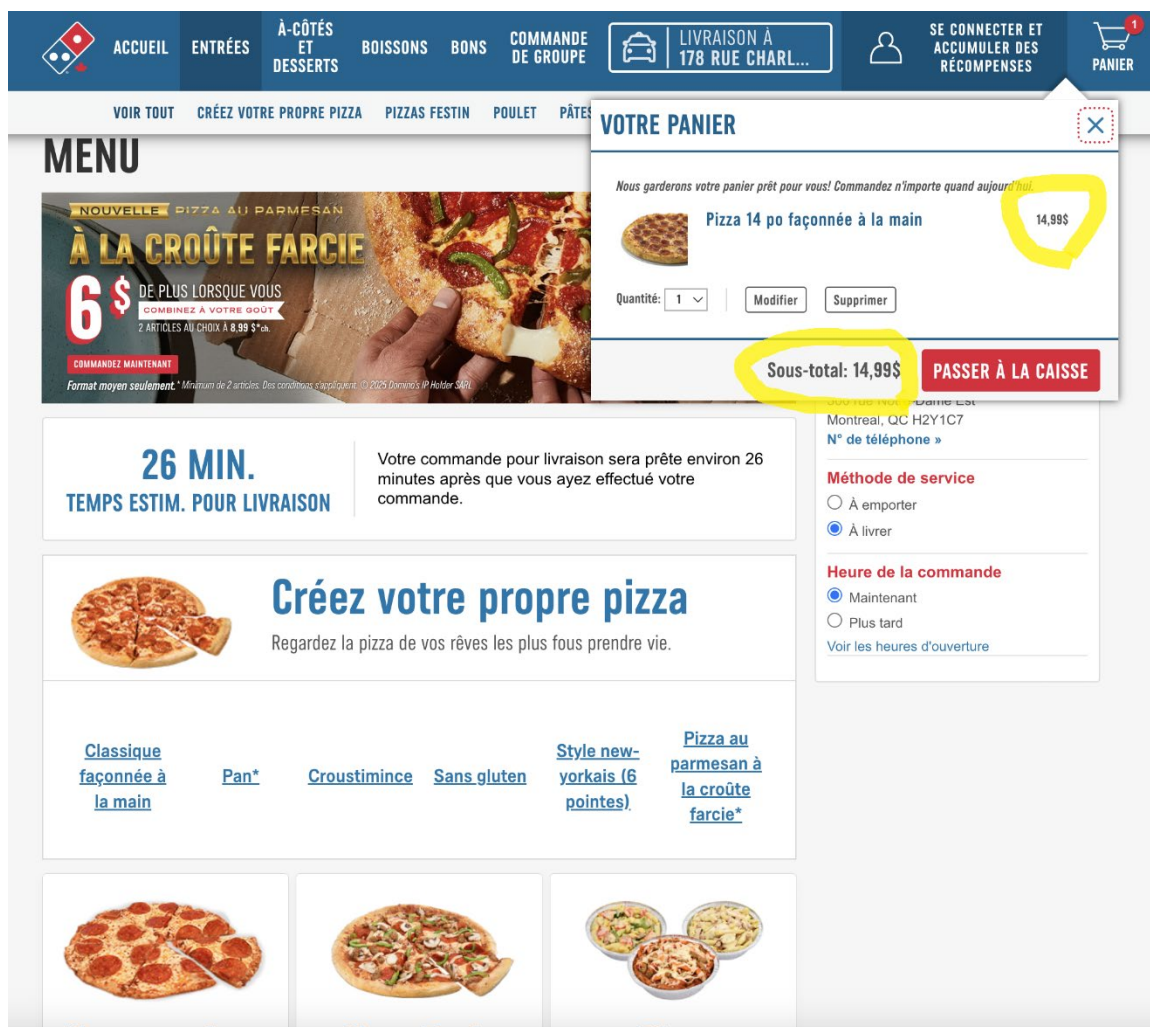 ACCUEIL
ENTRÉES
À-CÔTÉS
ET
DESSERTS
BOISSONS
BONS
COMMANDE
DE GROUPE
LIVRAISON À
178 RUE CHARL...
SE CONNECTER ET
ACCUMULER DES
RÉCOMPENSES
1
PANIER
VOIR TOUT
CRÉEZ VOTRE PROPRE PIZZA
PIZZAS FESTIN
POULET
PÂTES
MENU
VOTRE PANIER
Nous garderons votre panier prêt pour vous! Commandez n'importe quand aujourd'hui.
Pizza 14 po façonnée à la main
14,99$
Quantité: 1
Modifier
Supprimer
Sous-total: 14,99$
PASSER À LA CAISSE
NOUVELLE PIZZA AU PARMESAN
À LA CROÛTE FARCIE
6$
DE PLUS LORSQUE VOUS
COMBINEZ À VOTRE GOÛT
2 ARTICLES AU CHOIX À 8,99 $*ch.
COMMANDEZ MAINTENANT
Format moyen seulement.* Minimum de 2 articles. Des conditions s'appliquent. © 2025 Domino's IP Holder SARL
Dame Est
Montreal, QC H2Y1C7
N° de téléphone »
26 MIN.
TEMPS ESTIM. POUR LIVRAISON
Votre commande pour livraison sera prête environ 26
minutes après que vous ayez effectué votre
commande.
Méthode de service
À emporter
À livrer
Heure de la commande
Maintenant
Plus tard
Voir les heures d'ouverture
Créez votre propre pizza
Regardez la pizza de vos rêves les plus fous prendre vie.
Classique
façonnée à
la main
Pan*
Croustimince
Sans gluten
Style new-
yorkais (6
pointes)
Pizza au
parmesan à
la croûte
farcie*